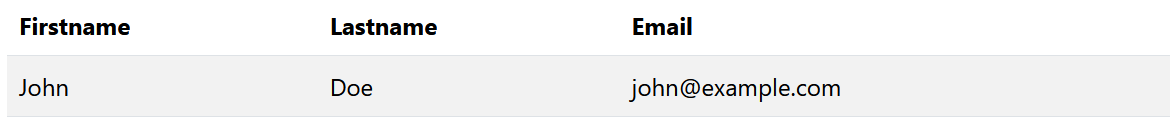 Firstname Lastname Email
John Doe john@example.com